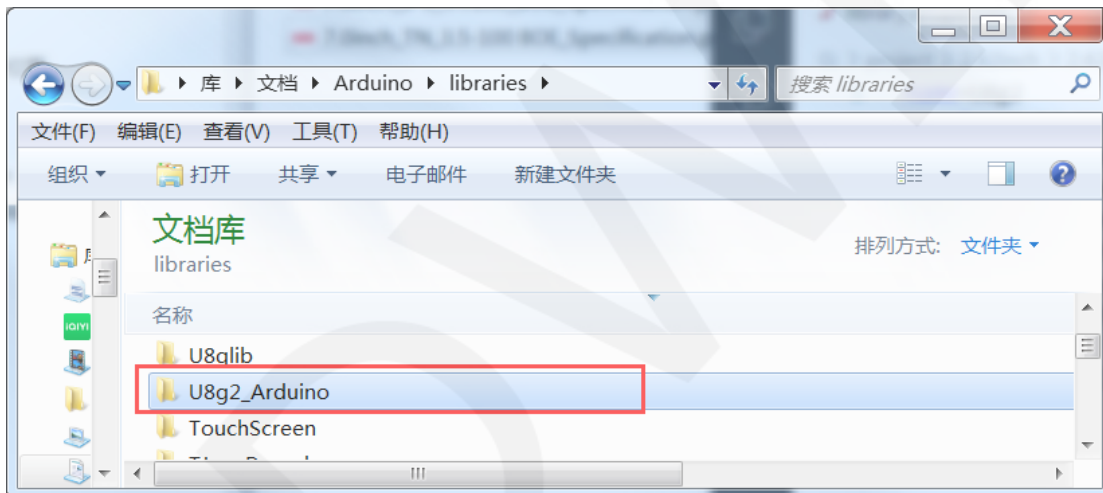 库 ▸ 文档 ▸ Arduino ▸ libraries ▸
搜索 libraries
文件(F) 编辑(E) 查看(V) 工具(T) 帮助(H)
组织 打开 共享 电子邮件 新建文件夹
文档库
libraries
排列方式: 文件夹
名称
iQIYI
U8glib
U8g2_Arduino
TouchScreen